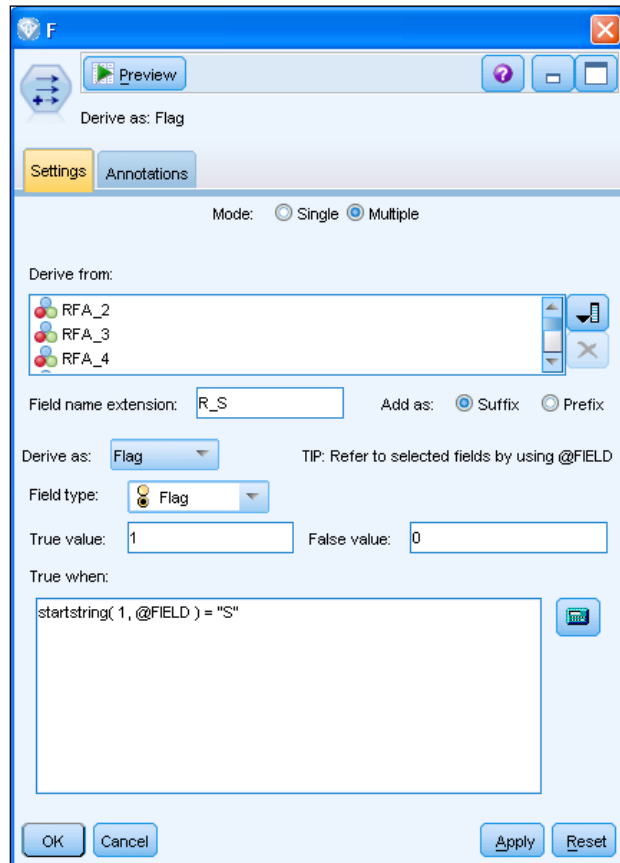 F
Preview
?
Derive as: Flag
Settings Annotations
Mode: Single Multiple
Derive from:
RFA_2
RFA_3
RFA_4
Field name extension: R_S Add as: Suffix Prefix
Derive as: Flag TIP: Refer to selected fields by using @FIELD
Field type: Flag
True value: 1 False value: 0
True when:
startstring( 1, @FIELD ) = "S"
OK Cancel Apply Reset